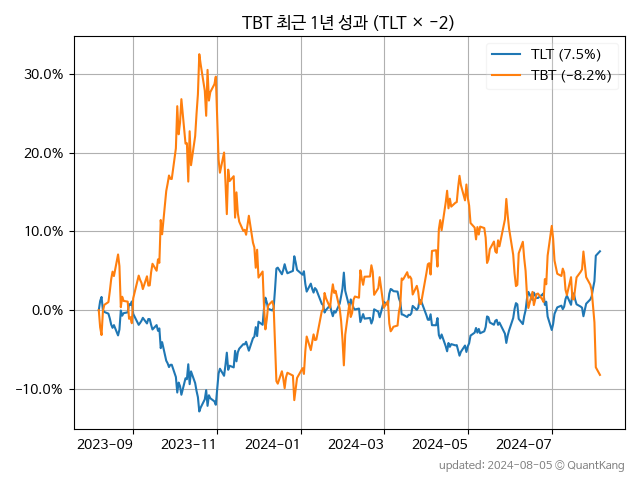 TBT 최근 1년 성과 (TLT × −2)
TLT (7.5%)
TBT (−8.2%)
30.0%
20.0%
10.0%
0.0%
−10.0%
2023-09 2023-11 2024-01 2024-03 2024-05 2024-07
updated: 2024-08-05 © QuantKang